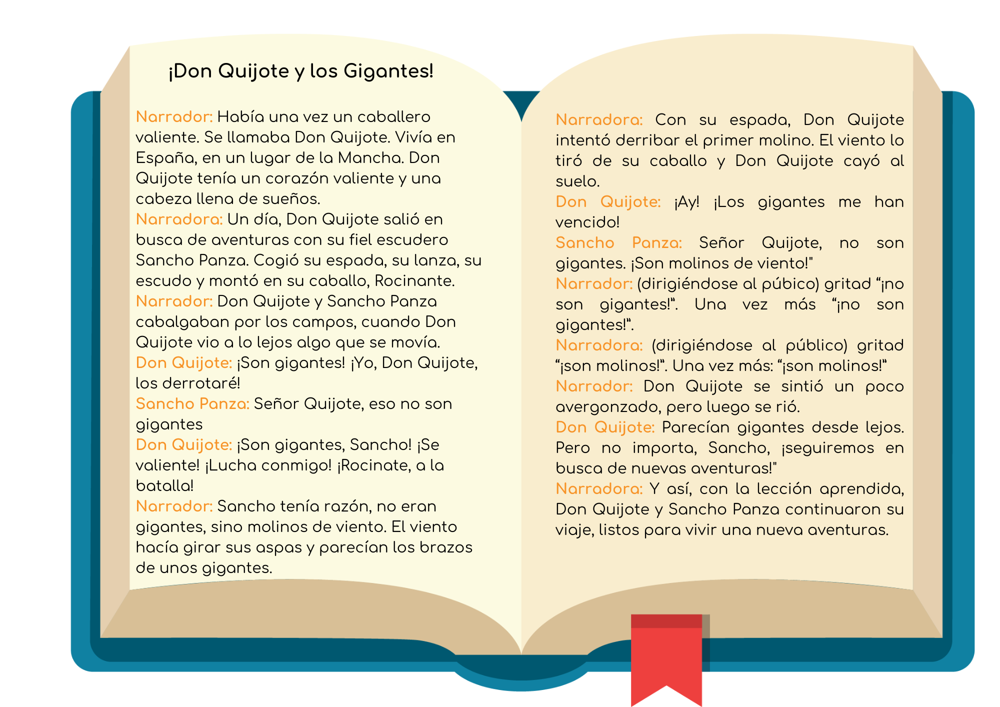 ¡Don Quijote y los Gigantes!
Narrador: Había una vez un caballero
valiente. Se llamaba Don Quijote. Vivía en
España, en un lugar de la Mancha. Don
Quijote tenía un corazón valiente y una
cabeza llena de sueños.
Narradora: Un día, Don Quijote salió en
busca de aventuras con su fiel escudero
Sancho Panza. Cogió su espada, su lanza, su
escudo y montó en su caballo, Rocinante.
Narrador: Don Quijote y Sancho Panza
cabalgaban por los campos, cuando Don
Quijote vio a lo lejos algo que se movía.
Don Quijote: ¡Son gigantes! ¡Yo, Don Quijote,
los derrotaré!
Sancho Panza: Señor Quijote, eso no son
gigantes
Don Quijote: ¡Son gigantes, Sancho! ¡Se
valiente! ¡Lucha conmigo! ¡Rocinate, a la
batalla!
Narrador: Sancho tenía razón, no eran
gigantes, sino molinos de viento. El viento
hacía girar sus aspas y parecían los brazos
de unos gigantes.
Narradora: Con su espada, Don Quijote
intentó derribar el primer molino. El viento lo
tiró de su caballo y Don Quijote cayó al
suelo.
Don Quijote: ¡Ay! ¡Los gigantes me han
vencido!
Sancho Panza: Señor Quijote, no son
gigantes. ¡Son molinos de viento!"
Narrador: (dirigiéndose al púbico) gritad “¡no
son gigantes!”. Una vez más “¡no son
gigantes!”.
Narradora: (dirigiéndose al público) gritad
“¡son molinos!”. Una vez más: “¡son molinos!”
Narrador: Don Quijote se sintió un poco
avergonzado, pero luego se rió.
Don Quijote: Parecían gigantes desde lejos.
Pero no importa, Sancho, ¡seguiremos en
busca de nuevas aventuras!"
Narradora: Y así, con la lección aprendida,
Don Quijote y Sancho Panza continuaron su
viaje, listos para vivir una nueva aventuras.